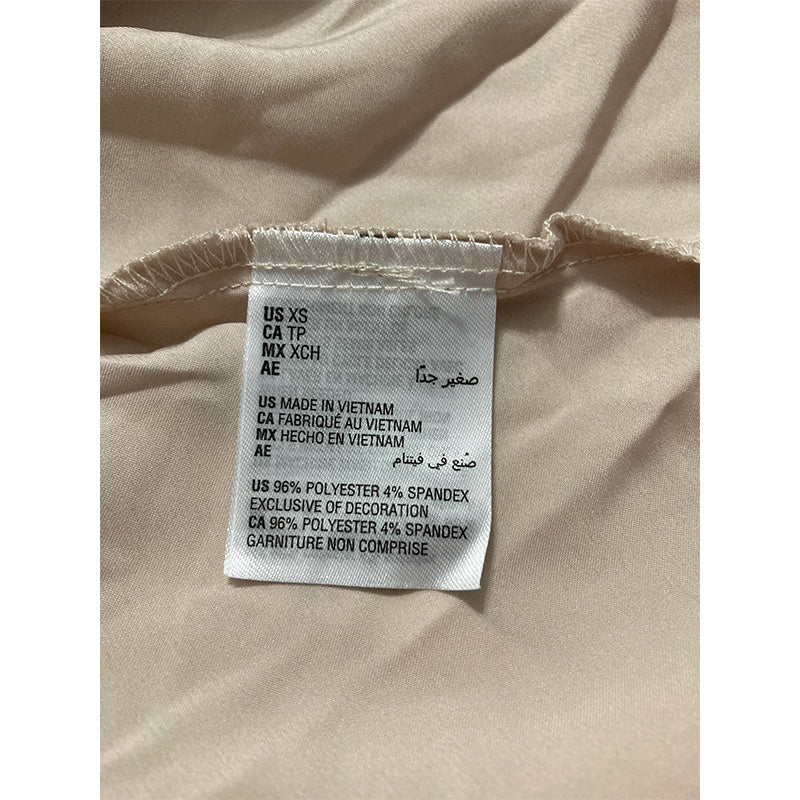 US XS
CA TP
MX XCH
AE صغير جدًا
US MADE IN VIETNAM
CA FABRIQUÉ AU VIETNAM
MX HECHO EN VIETNAM
AE صُنع في فيتنام
US 96% POLYESTER 4% SPANDEX
EXCLUSIVE OF DECORATION
CA 96% POLYESTER 4% SPANDEX
GARNITURE NON COMPRISE